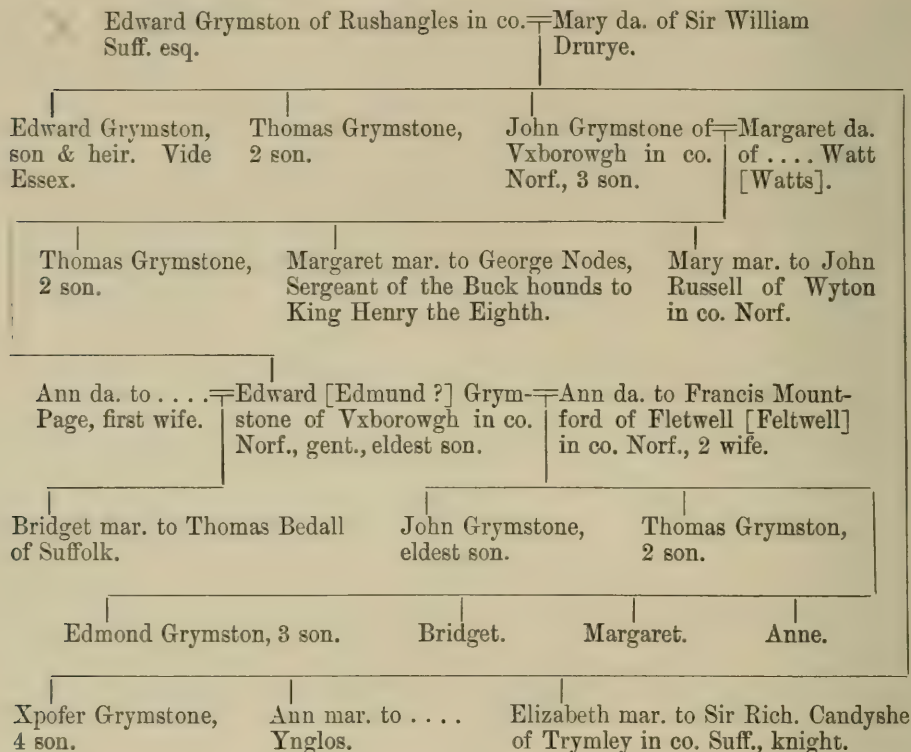 Edward Grymston of Rushangles in co.
Suff. esq.
Mary da. of Sir William
Drurye.
Edward Grymston,
son & heir. Vide
Essex.
Thomas Grymstone,
2 son.
John Grymstone of
Vxborowgh in co.
Norf., 3 son.
Margaret da.
of .... Watt
[Watts].
Thomas Grymstone,
2 son.
Margaret mar. to George Nodes,
Sergeant of the Buck hounds to
King Henry the Eighth.
Mary mar. to John
Russell of Wyton
in co. Norf.
Ann da. to ....
Page, first wife.
Edward [Edmund ?] Grym-
stone of Vxborowgh in co.
Norf., gent., eldest son.
Ann da. to Francis Mount-
ford of Fletwell [Feltwell]
in co. Norf., 2 wife.
Bridget mar. to Thomas Bedall
of Suffolk.
John Grymstone,
eldest son.
Thomas Grymston,
2 son.
Edmond Grymston, 3 son.
Bridget.
Margaret.
Anne.
Xpofer Grymstone,
4 son.
Ann mar. to ....
Ynglos.
Elizabeth mar. to Sir Rich. Candyshe
of Trymley in co. Suff., knight.